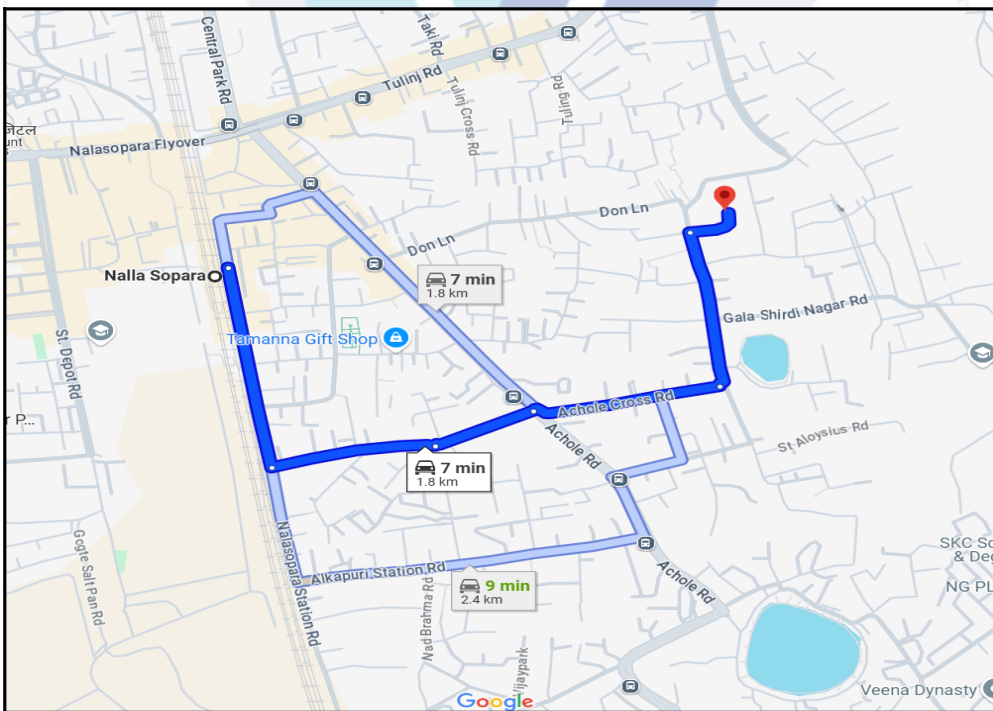 Central Park Rd
Taki Rd
Tulinj Rd
Tulinj Cross Rd
Tuling Rd
जिटल
unt
Nalasopara Flyover
Don Ln
Don Ln
Nalla Sopara
7 min
1.8 km
Gala Shirdi Nagar Rd
Tamanna Gift Shop
St. Depot Rd
r P...
Achole Cross Rd
Achole Rd
St Aloysius Rd
7 min
1.8 km
Nalasopara Station Rd
Gogte Salt Pan Rd
Alkapuri Station Rd
9 min
2.4 km
Nad Brahma Rd
Achole Rd
SKC Sc
& Deg
NG PL
Vijaypark
Veena Dynasty
Google